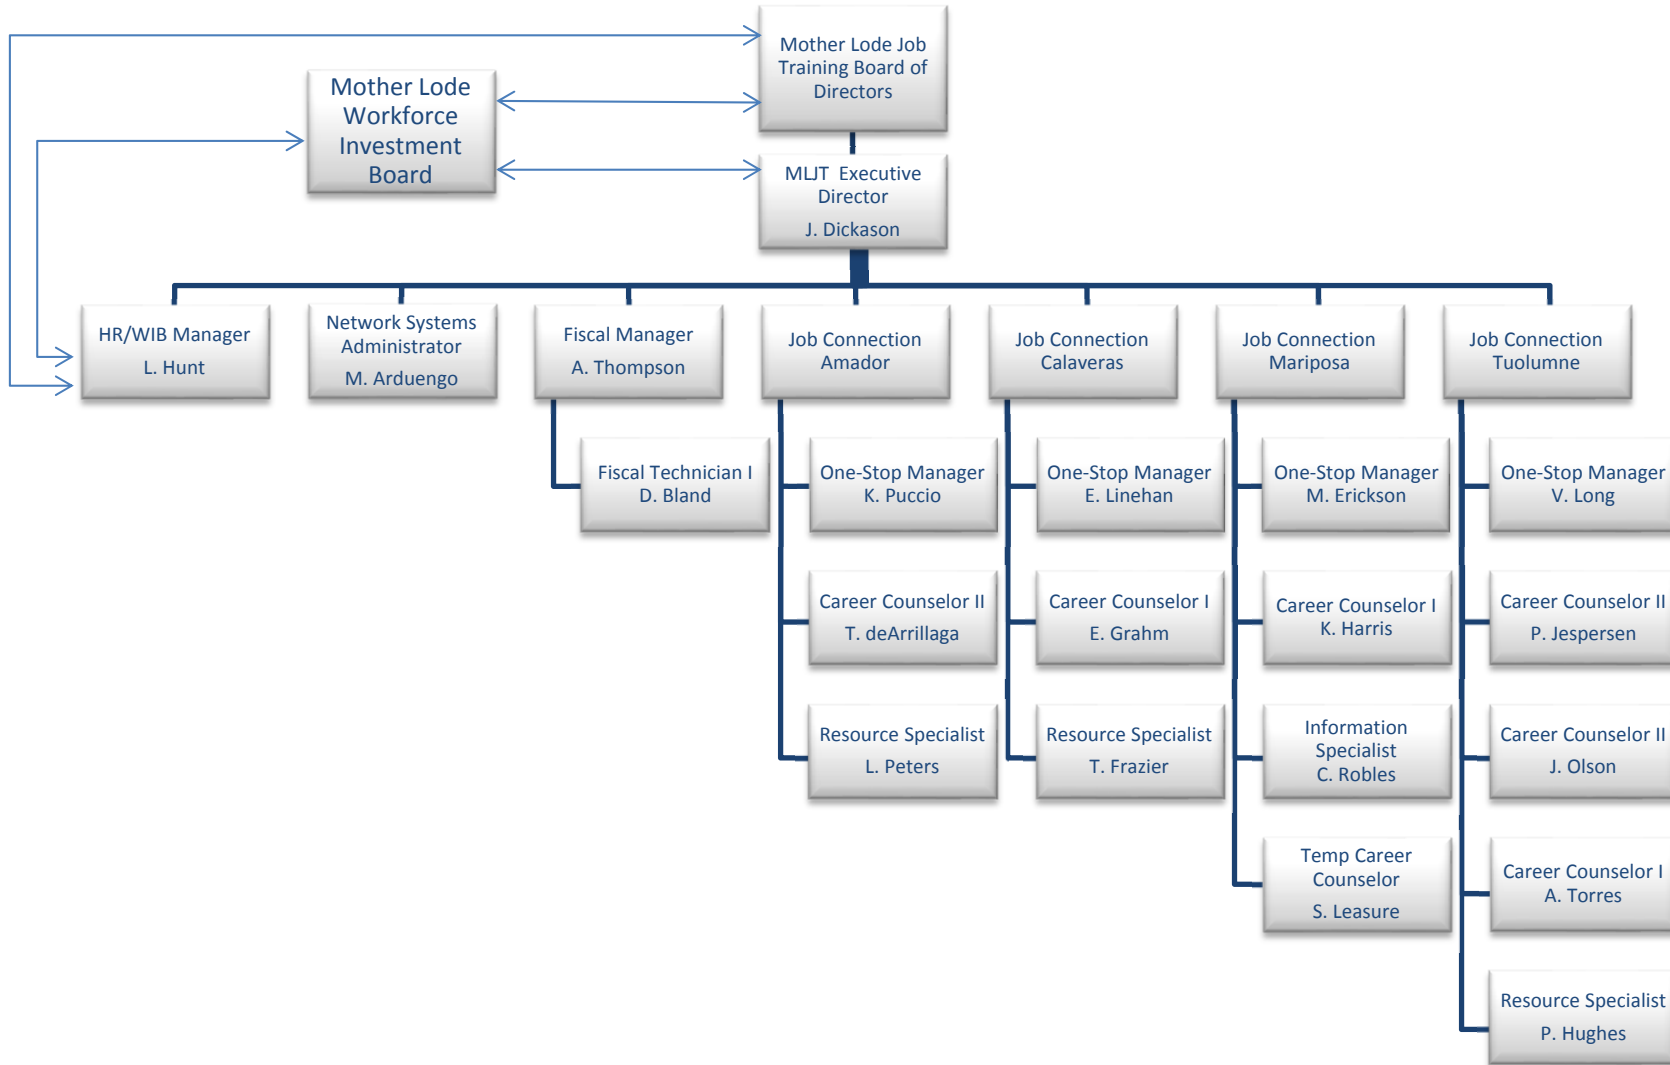 Mother Lode Job
Training Board of
Directors
Mother Lode
Workforce
Investment
Board
MLJT Executive
Director
J. Dickason
HR/WIB Manager
L. Hunt
Network Systems
Administrator
M. Arduengo
Fiscal Manager
A. Thompson
Job Connection
Amador
Job Connection
Calaveras
Job Connection
Mariposa
Job Connection
Tuolumne
Fiscal Technician I
D. Bland
One-Stop Manager
K. Puccio
One-Stop Manager
E. Linehan
One-Stop Manager
M. Erickson
One-Stop Manager
V. Long
Career Counselor II
T. deArrillaga
Career Counselor I
E. Grahm
Career Counselor I
K. Harris
Career Counselor II
P. Jespersen
Resource Specialist
L. Peters
Resource Specialist
T. Frazier
Information
Specialist
C. Robles
Career Counselor II
J. Olson
Temp Career
Counselor
S. Leasure
Career Counselor I
A. Torres
Resource Specialist
P. Hughes